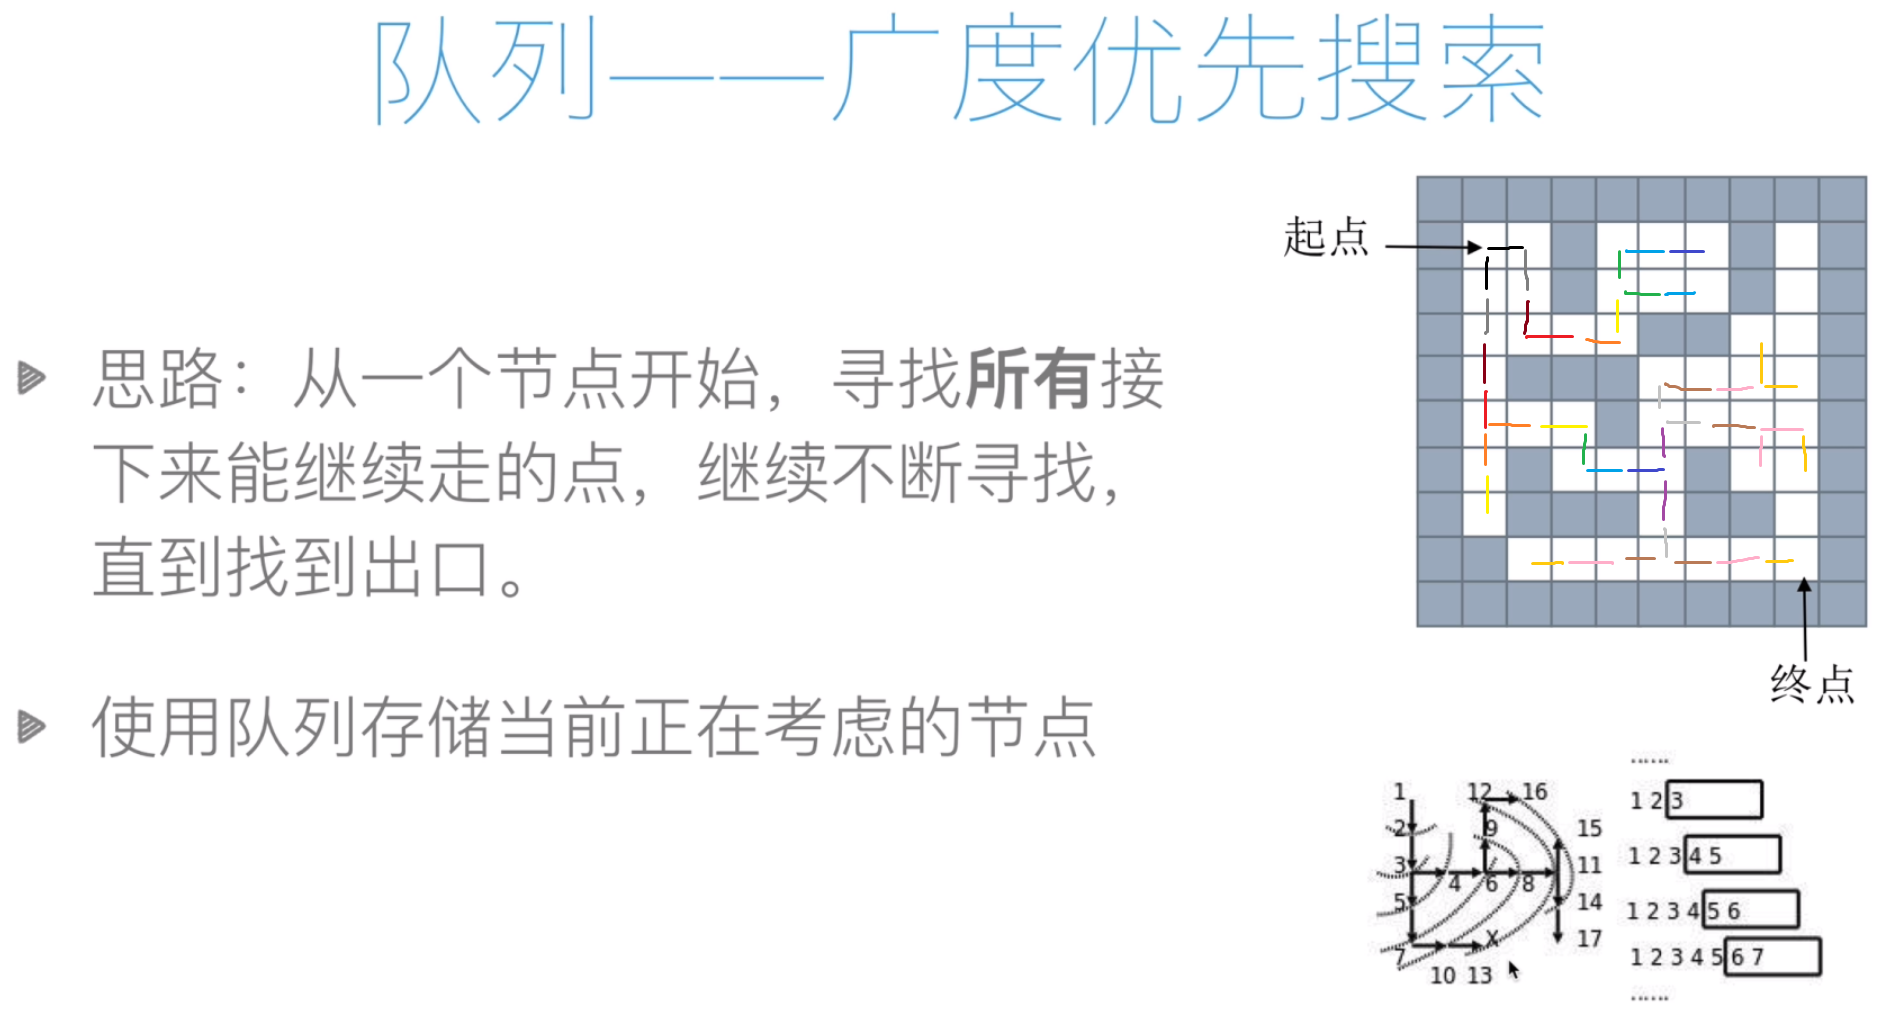 队列——广度优先搜索
起点
思路：从一个节点开始，寻找所有接
下来能继续走的点，继续不断寻找，
直到找到出口。
终点
使用队列存储当前正在考虑的节点
1 12 16
2 9 15
3 4 6 8 11
5 14
7 X 17
10 13
……
1 2 3
1 2 3 4 5
1 2 3 4 5 6
1 2 3 4 5 6 7
……